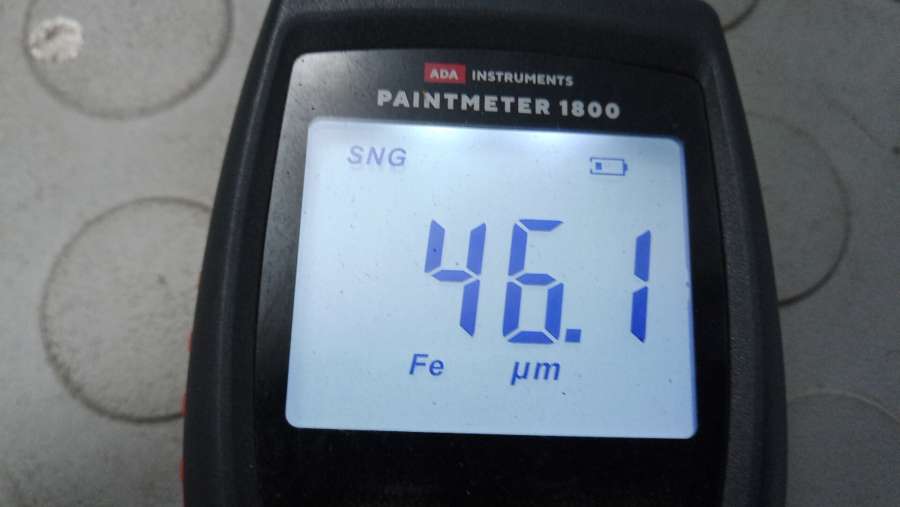 ADA INSTRUMENTS
PAINTMETER 1800
SNG
46.1
Fe μm